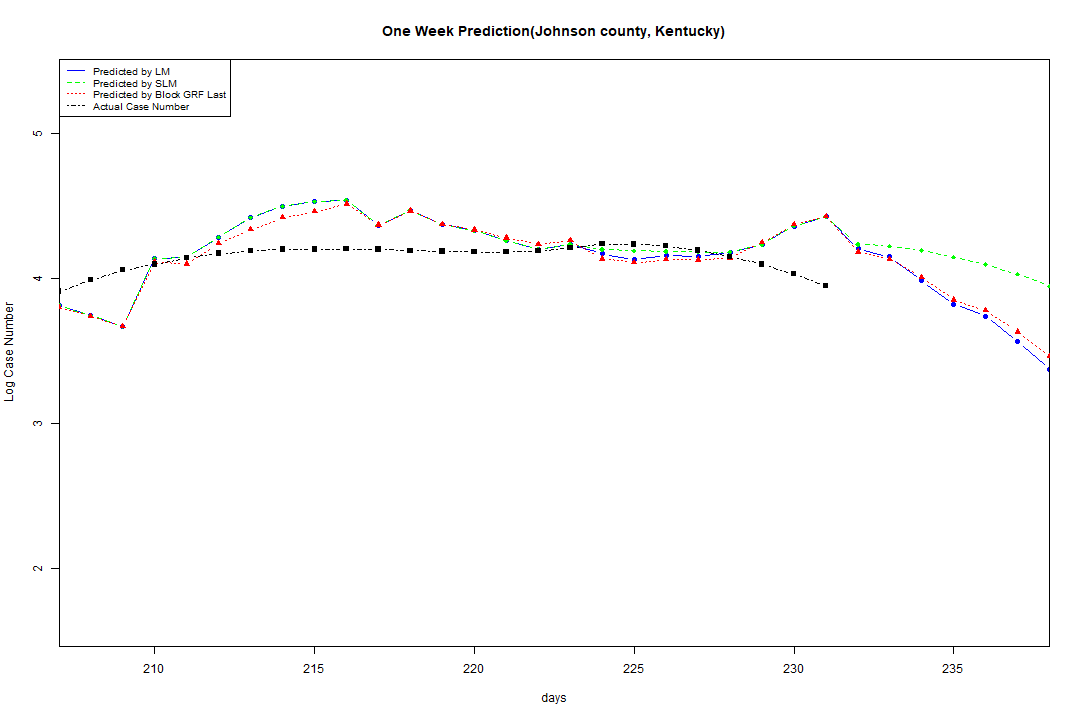 One Week Prediction(Johnson county, Kentucky)
Predicted by LM
Predicted by SLM
Predicted by Block GRF Last
Actual Case Number
5
4
3
2
Log Case Number
210 215 220 225 230 235
days